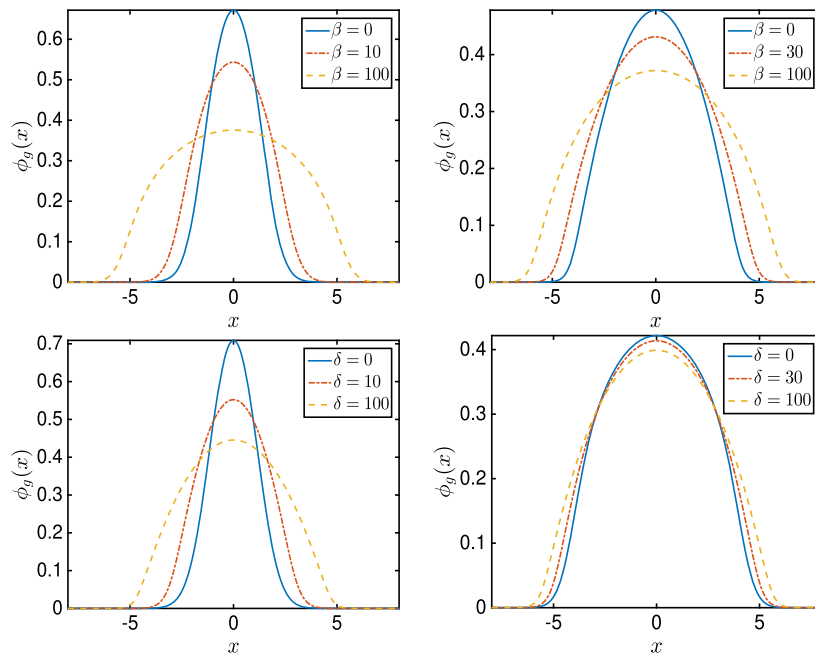 0.6
0.5
0.4
0.3
0.2
0.1
0
-5
0
5
x
ϕ_g(x)
β = 0
β = 10
β = 100
0.4
0.3
0.2
0.1
0
-5
0
5
x
ϕ_g(x)
β = 0
β = 30
β = 100
0.7
0.6
0.5
0.4
0.3
0.2
0.1
0
-5
0
5
x
ϕ_g(x)
δ = 0
δ = 10
δ = 100
0.4
0.3
0.2
0.1
0
-5
0
5
x
ϕ_g(x)
δ = 0
δ = 30
δ = 100